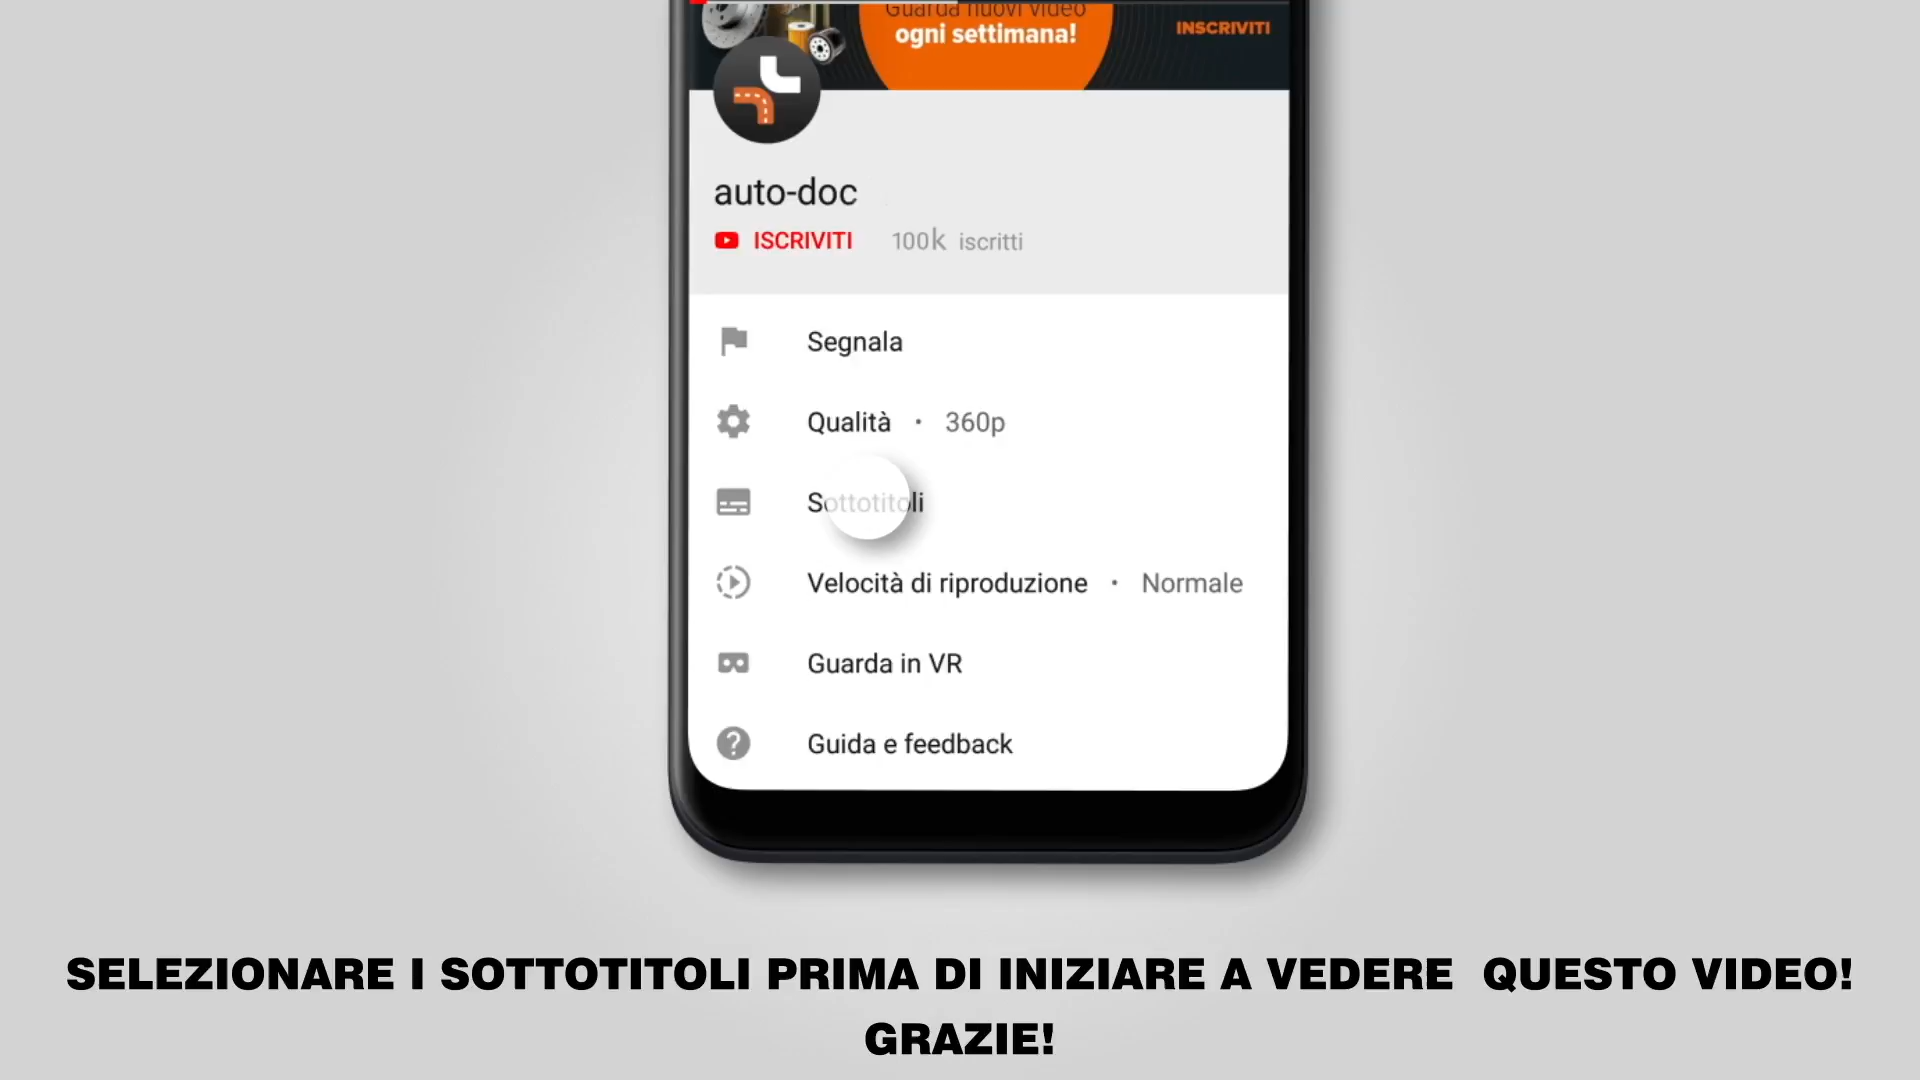 Guarda nuovi video
ogni settimana!
INSCRIVITI
auto-doc
ISCRIVITI 100k iscritti
Segnala
Qualità • 360p
Sottotitoli
Velocità di riproduzione • Normale
Guarda in VR
Guida e feedback
SELEZIONARE I SOTTOTITOLI PRIMA DI INIZIARE A VEDERE QUESTO VIDEO!
GRAZIE!